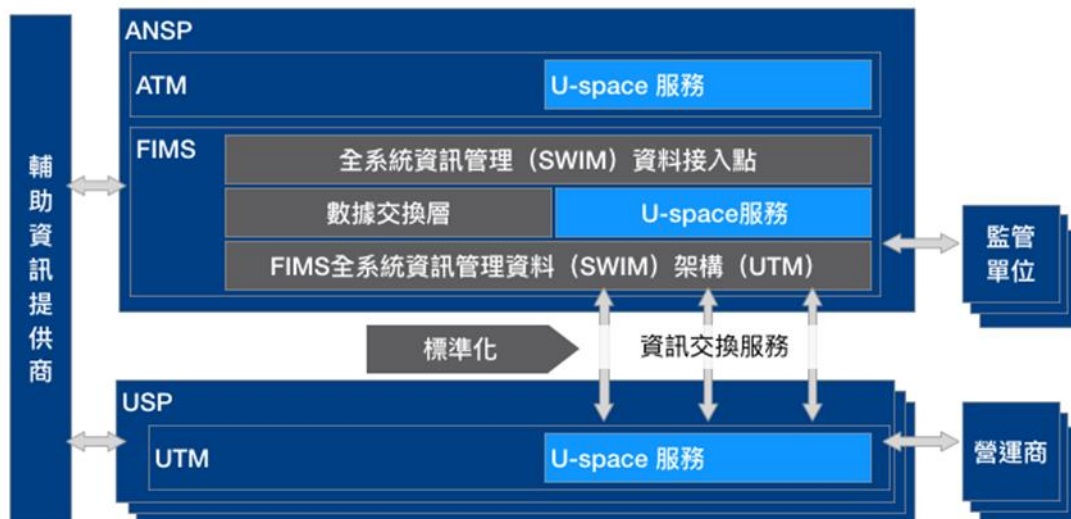 輔助資訊提供商
ANSP
ATM
U-space 服務
FIMS
全系統資訊管理（SWIM）資料接入點
數據交換層
U-space服務
FIMS全系統資訊管理資料（SWIM）架構（UTM）
監管
單位
標準化
資訊交換服務
USP
UTM
U-space 服務
營運商